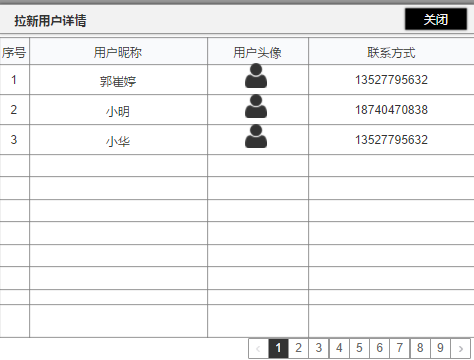 拉新用户详情 关闭
序号 用户昵称 用户头像 联系方式
1 郭崔婷 13527795632
2 小明 18740470838
3 小华 13527795632
‹ 1 2 3 4 5 6 7 8 9 ›